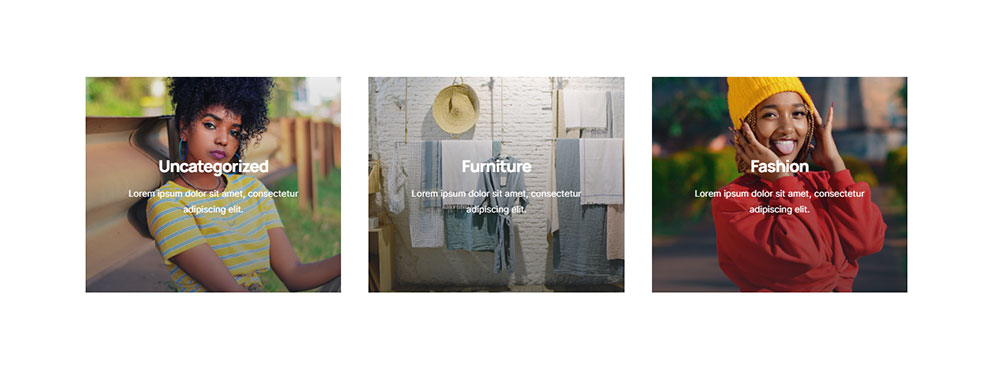 Uncategorized
Lorem ipsum dolor sit amet, consectetur
adipiscing elit.
Furniture
Lorem ipsum dolor sit amet, consectetur
adipiscing elit.
Fashion
Lorem ipsum dolor sit amet, consectetur
adipiscing elit.